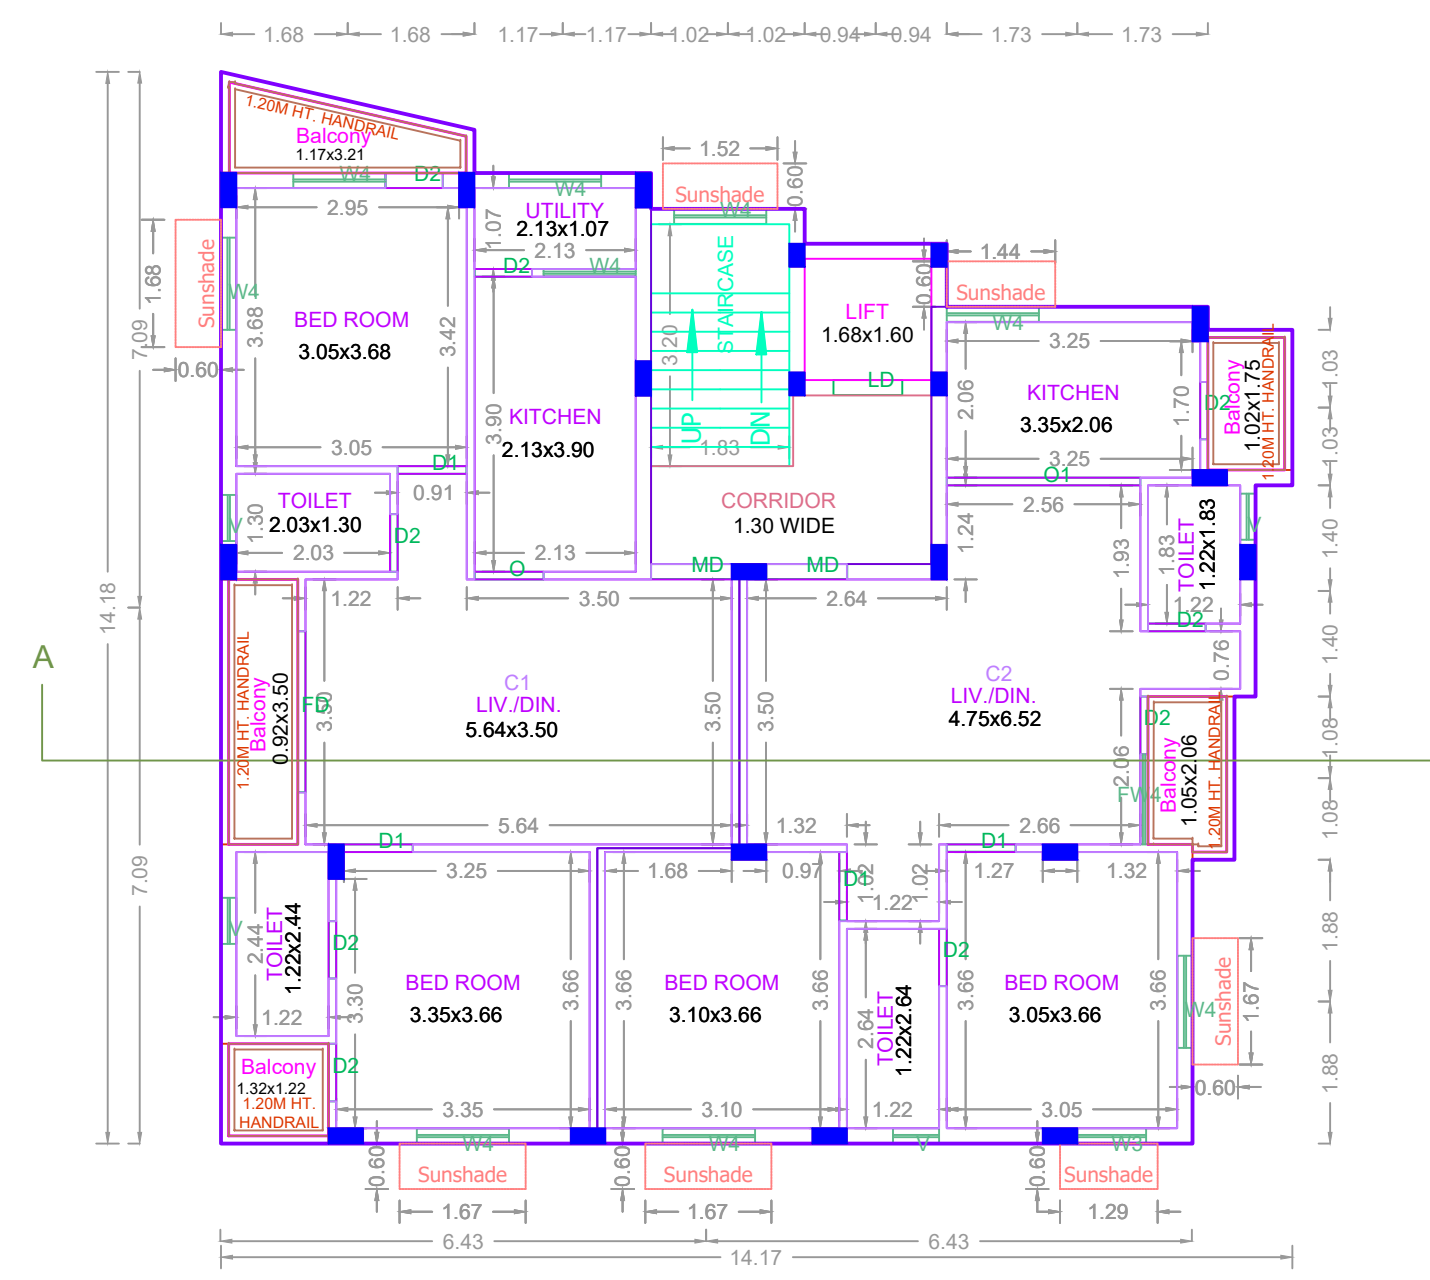 1.68
1.68
1.17
1.17
1.02
1.02
0.94
0.94
1.73
1.73
1.20M HT. HANDRAIL
Balcony
1.17x3.21
W4
D2
2.95
W4
UTILITY
2.13x1.07
1.07
2.13
D2
W4
1.52
Sunshade
0.60
W4
1.44
0.60
Sunshade
W4
1.68
Sunshade
0.60
W4
3.68
3.42
BED ROOM
3.05x3.68
3.05
D1
STAIRCASE
3.20
UP
DN
1.83
LIFT
1.68x1.60
LD
3.25
KITCHEN
3.35x2.06
2.06
1.70
3.25
O1
D2
Balcony
1.02x1.75
1.20M HT. HANDRAIL
1.03
1.03
KITCHEN
2.13x3.90
3.90
2.13
O
TOILET
2.03x1.30
1.30
2.03
V
0.91
D2
CORRIDOR
1.30 WIDE
MD
MD
2.56
1.24
1.93
1.83
TOILET
1.22x1.83
V
1.22
D2
1.40
1.40
0.76
7.09
14.18
7.09
A
1.22
3.50
2.64
1.20M HT. HANDRAIL
Balcony
0.92x3.50
FD
3.50
C1
LIV./DIN.
5.64x3.50
3.50
3.50
C2
LIV./DIN.
4.75x6.52
D2
2.06
FW4
Balcony
1.05x2.06
1.20M HT. HANDRAIL
1.08
1.08
D1
5.64
1.32
2.66
D1
3.25
1.68
0.97
D1
1.02
1.02
1.22
1.27
1.32
V
2.44
TOILET
1.22x2.44
1.22
D2
3.30
BED ROOM
3.35x3.66
3.66
3.66
BED ROOM
3.10x3.66
3.66
2.64
TOILET
1.22x2.64
D2
3.66
BED ROOM
3.05x3.66
3.66
W4
Sunshade
1.67
0.60
1.88
1.88
Balcony
1.32x1.22
1.20M HT.
HANDRAIL
D2
3.35
3.10
1.22
3.05
W4
W4
V
W3
0.60
Sunshade
0.60
Sunshade
0.60
Sunshade
1.67
1.67
1.29
6.43
6.43
14.17